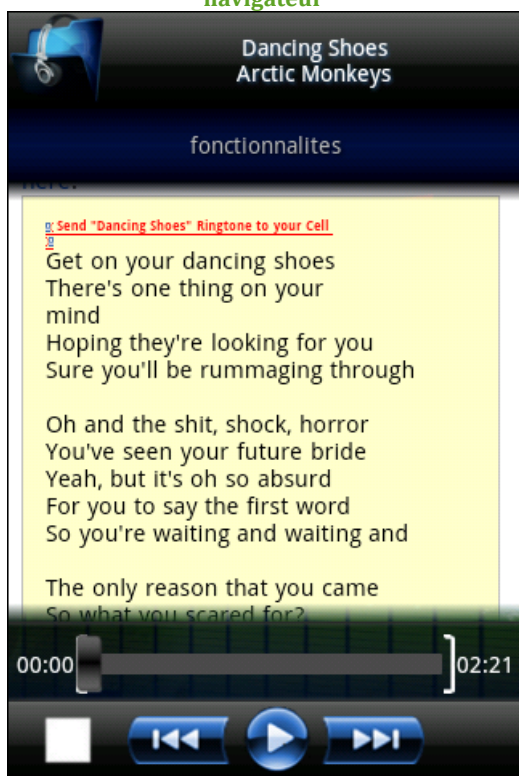 navigateur
Dancing Shoes
Arctic Monkeys
fonctionnalites
here:
Send "Dancing Shoes" Ringtone to your Cell
Get on your dancing shoes
There's one thing on your
mind
Hoping they're looking for you
Sure you'll be rummaging through
Oh and the shit, shock, horror
You've seen your future bride
Yeah, but it's oh so absurd
For you to say the first word
So you're waiting and waiting and
The only reason that you came
So what you scared for?
00:00
02:21